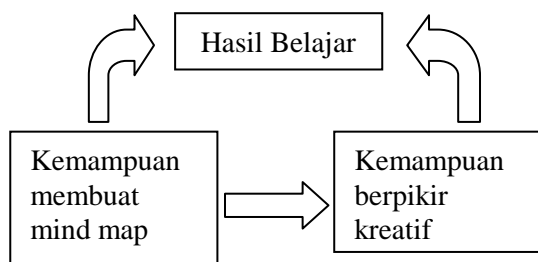 Hasil Belajar
Kemampuan
membuat
mind map
Kemampuan
berpikir
kreatif